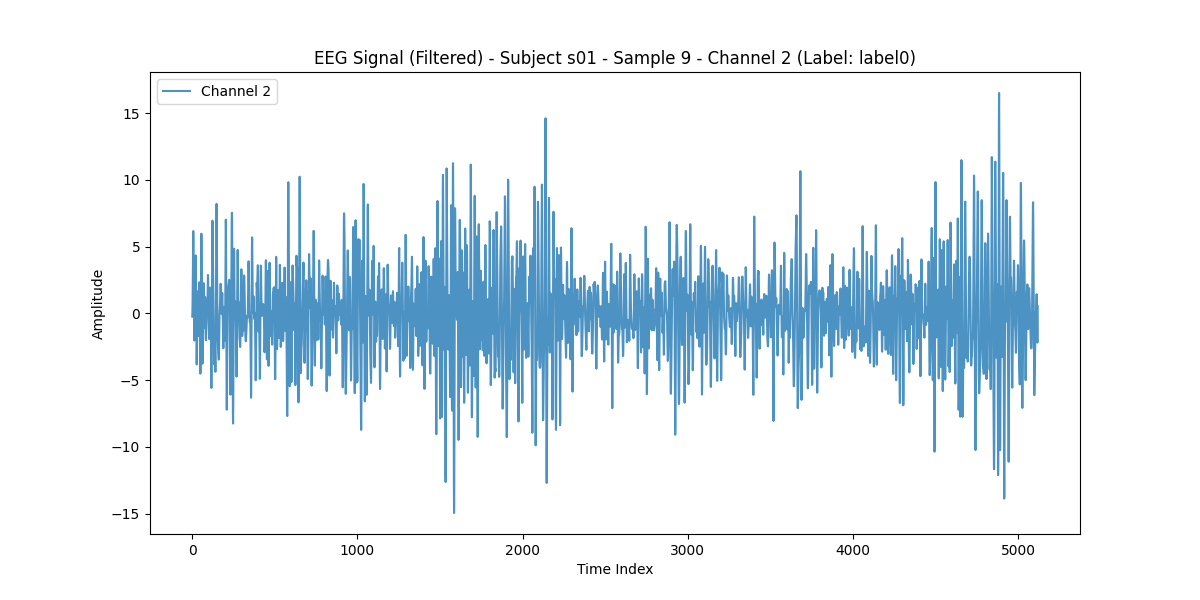 EEG Signal (Filtered) - Subject s01 - Sample 9 - Channel 2 (Label: label0)
Channel 2
15
10
5
0
−5
−10
−15
Amplitude
0 1000 2000 3000 4000 5000
Time Index